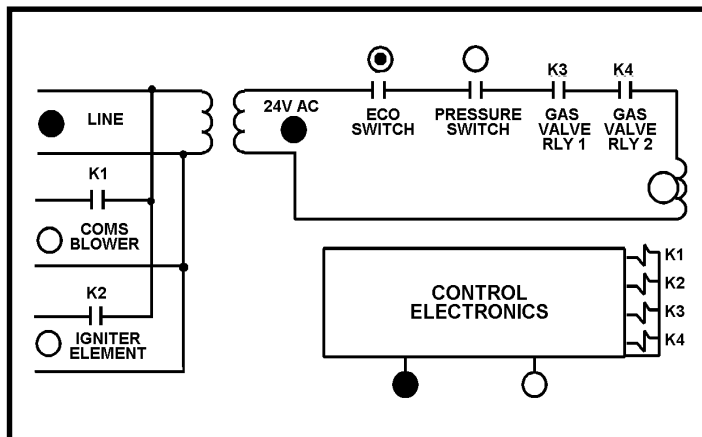 LINE
K1
COMS
BLOWER
K2
IGNITER
ELEMENT
24V AC
ECO
SWITCH
PRESSURE
SWITCH
K3
GAS
VALVE
RLY 1
K4
GAS
VALVE
RLY 2
CONTROL
ELECTRONICS
K1
K2
K3
K4